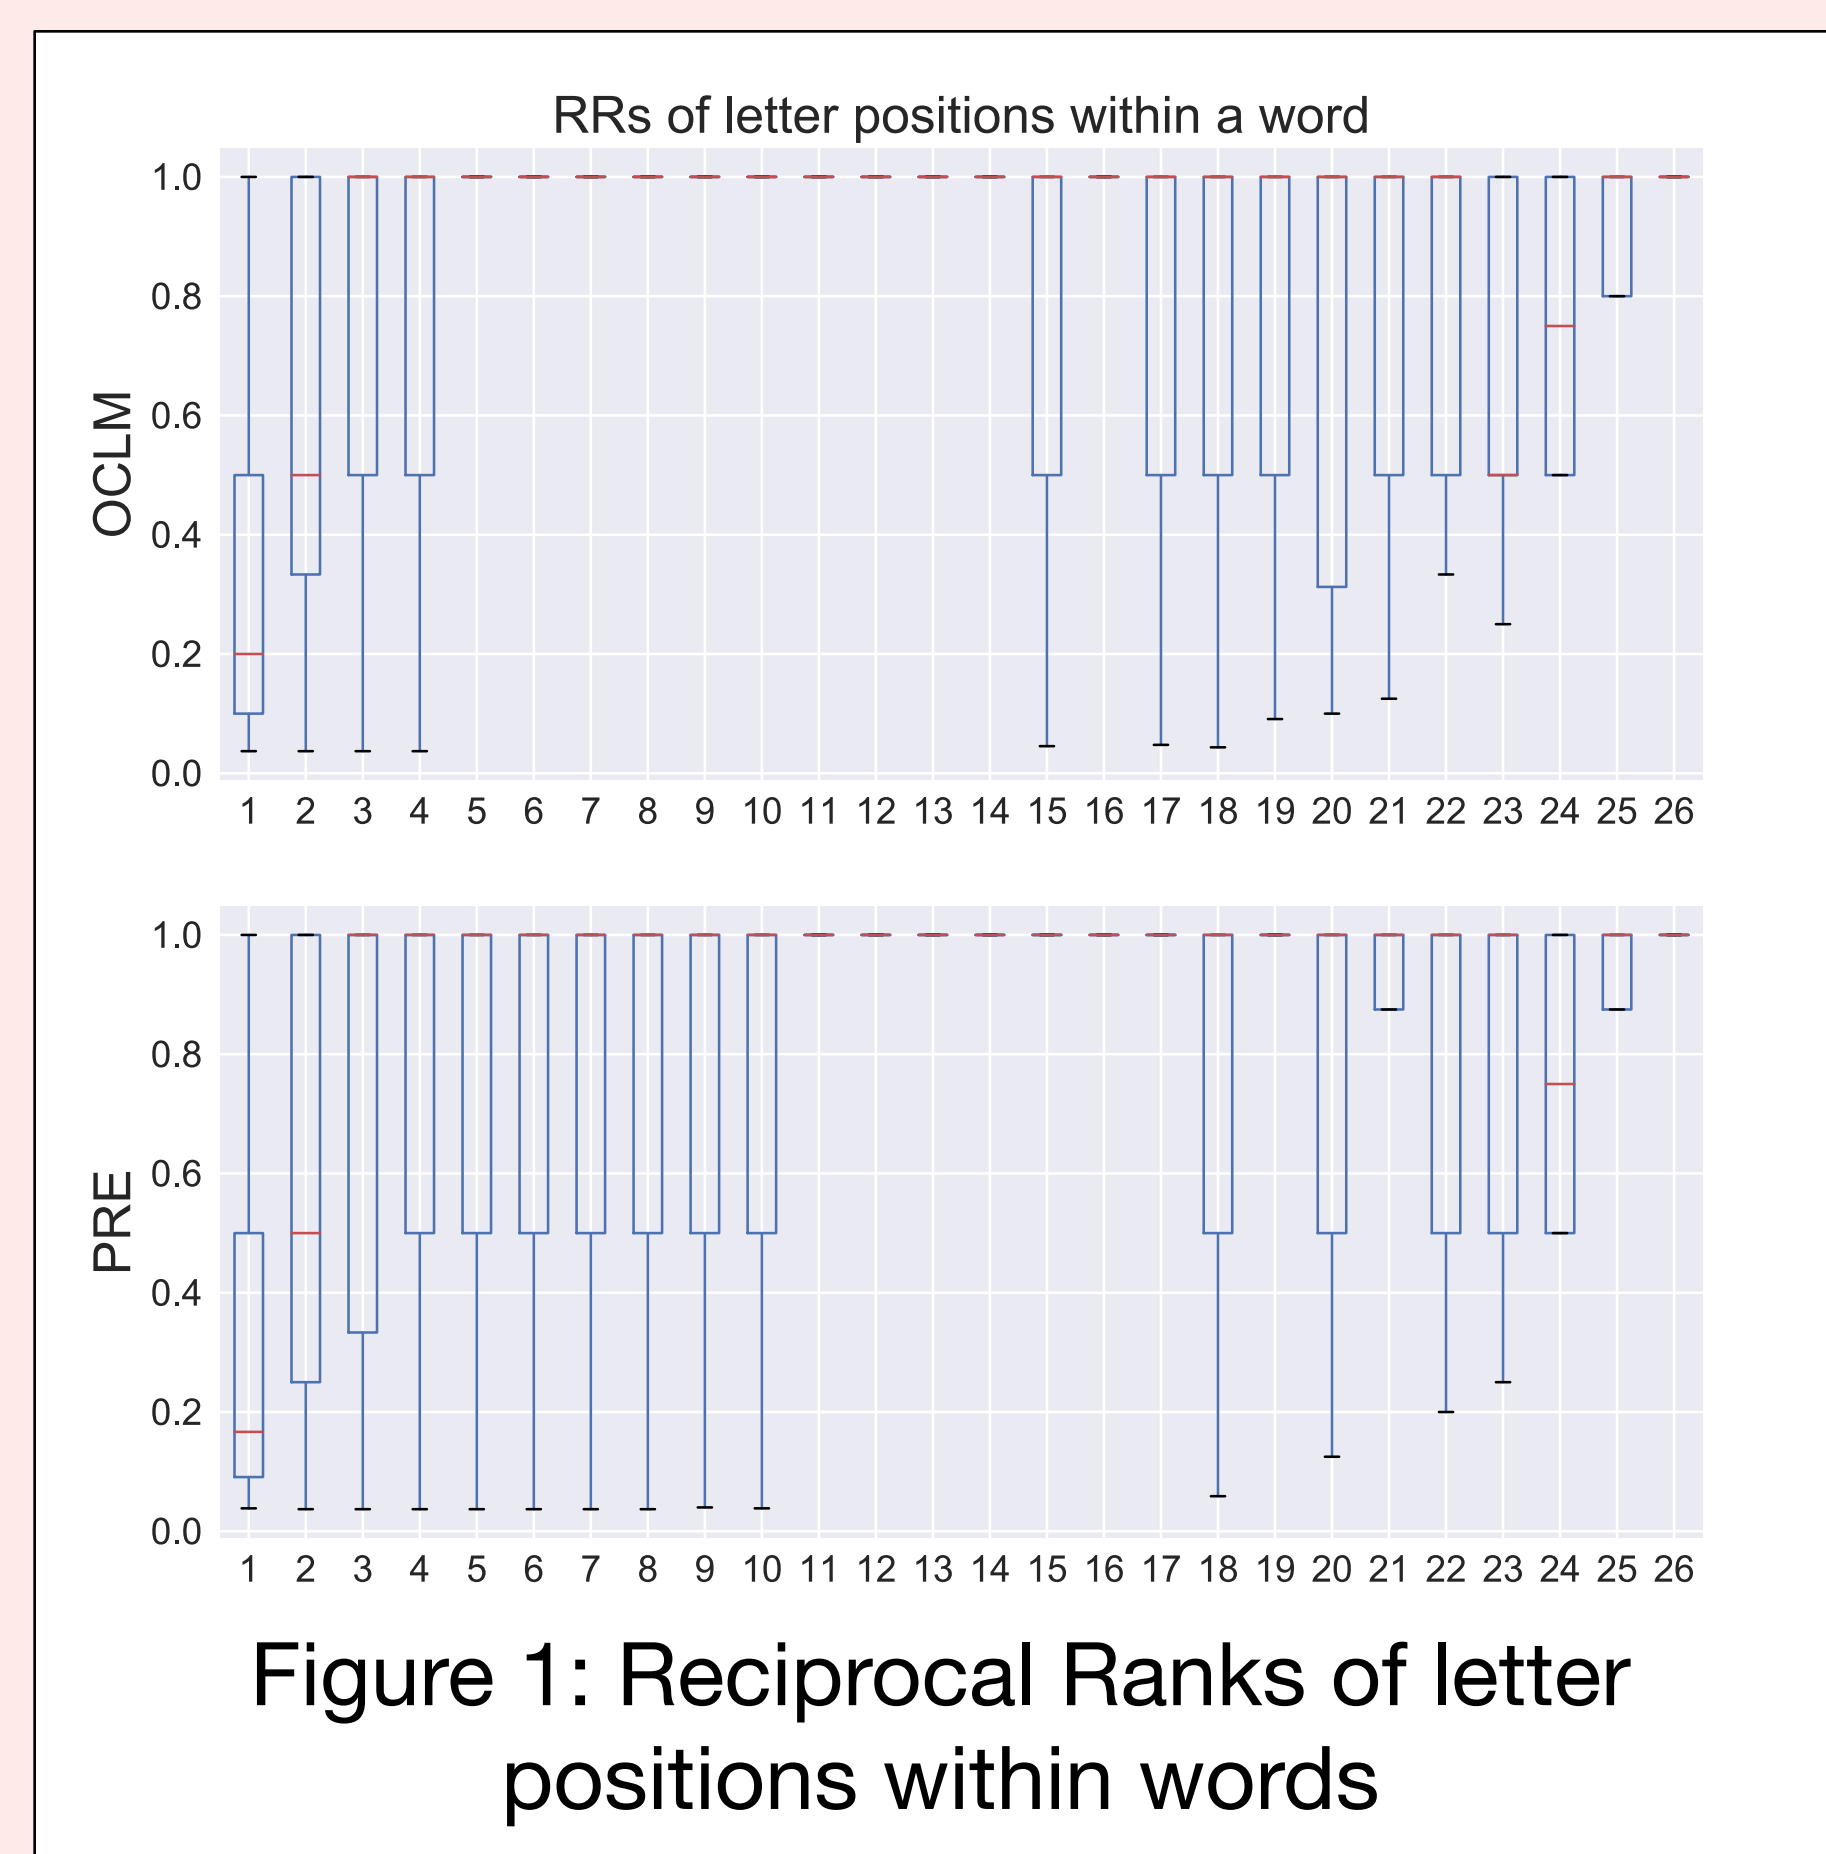 RRs of letter positions within a word
OCLM
1.0
0.8
0.6
0.4
0.2
0.0
1 2 3 4 5 6 7 8 9 10 11 12 13 14 15 16 17 18 19 20 21 22 23 24 25 26
PRE
1.0
0.8
0.6
0.4
0.2
0.0
1 2 3 4 5 6 7 8 9 10 11 12 13 14 15 16 17 18 19 20 21 22 23 24 25 26
Figure 1: Reciprocal Ranks of letter
positions within words